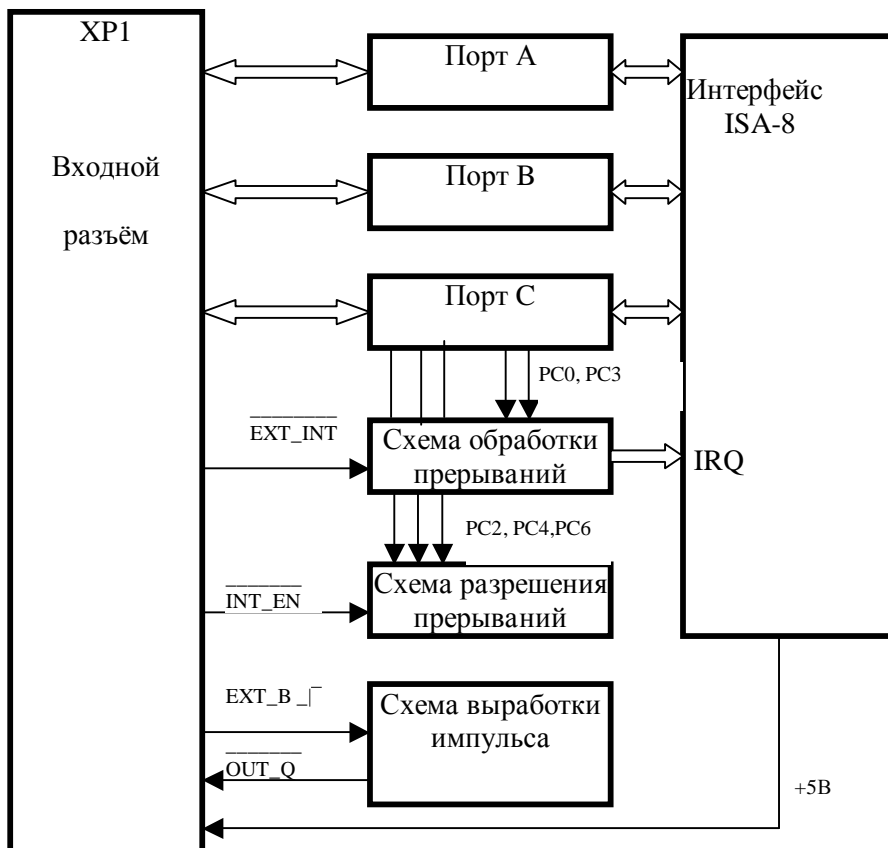 XP1
Входной
разъём
Порт А
Порт В
Порт С
Интерфейс
ISA-8
PC0, PC3
EXT_INT
Схема обработки
прерываний
IRQ
PC2, PC4,PC6
INT_EN
Схема разрешения
прерываний
EXT_B _|‾
Схема выработки
импульса
OUT_Q
+5В